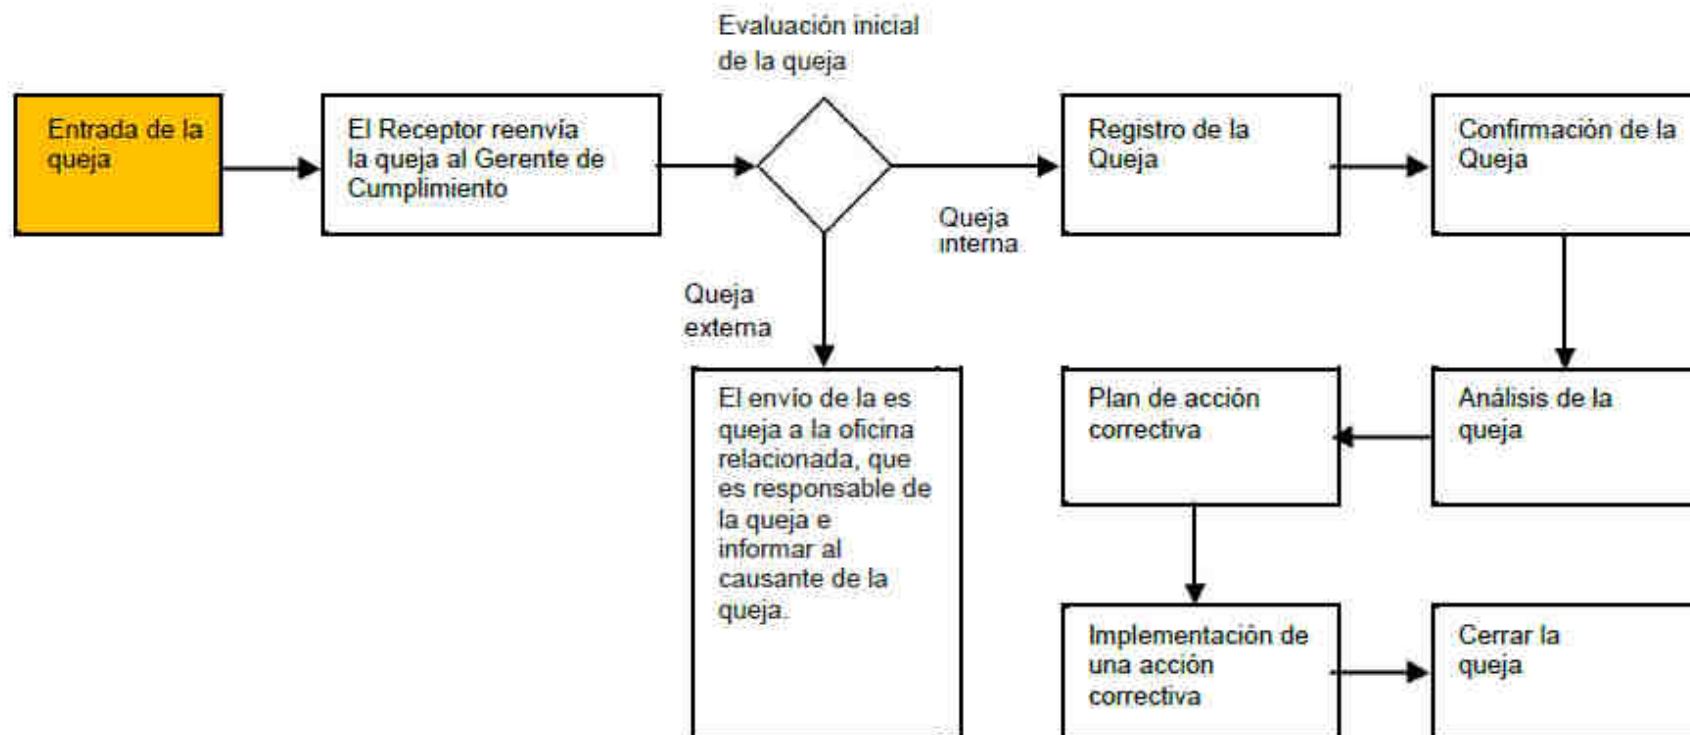 Evaluación inicial
de la queja
Entrada de la
queja
El Receptor reenvía
la queja al Gerente de
Cumplimiento
Registro de la
Queja
Confirmación de la
Queja
Queja
interna
Queja
externa
El envío de la es
queja a la oficina
relacionada, que
es responsable de
la queja e
informar al
causante de la
queja.
Plan de acción
correctiva
Análisis de la
queja
Implementación de
una acción
correctiva
Cerrar la
queja